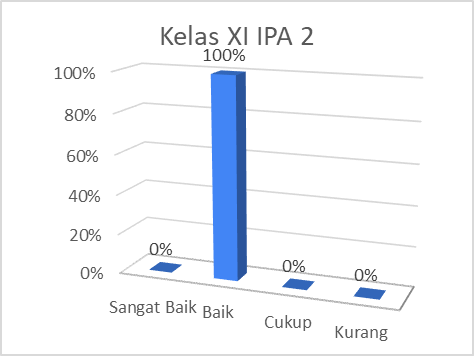 Kelas XI IPA 2
100%
100%
80%
60%
40%
20%
0%
0%
0%
0%
Sangat Baik
Baik
Cukup
Kurang